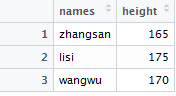 names height
1 zhangsan 165
2 lisi 175
3 wangwu 170